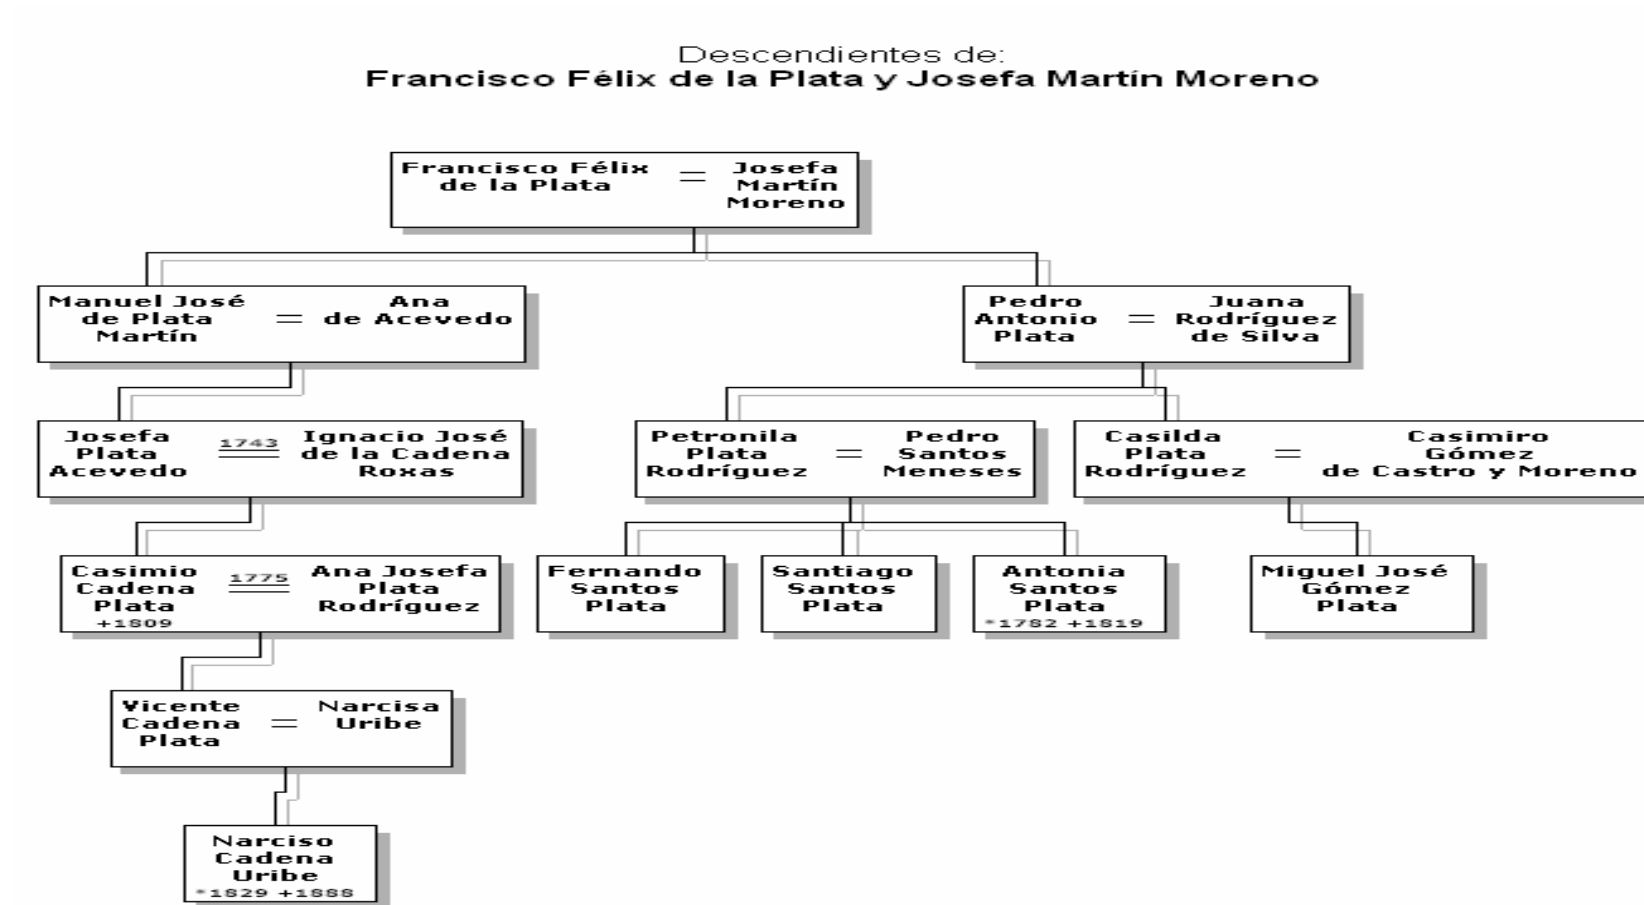 Descendientes de:
Francisco Félix de la Plata y Josefa Martín Moreno
Francisco Félix
de la Plata
=
Josefa
Martín
Moreno
Manuel José
de Plata
Martín
=
Ana
de Acevedo
Pedro
Antonio
Plata
=
Juana
Rodríguez
de Silva
Josefa
Plata
Acevedo
1743
Ignacio José
de la Cadena
Roxas
Petronila
Plata
Rodríguez
=
Pedro
Santos
Meneses
Casilda
Plata
Rodríguez
=
Casimiro
Gómez
de Castro y Moreno
Casimio
Cadena
Plata
+1809
1775
Ana Josefa
Plata
Rodríguez
Fernando
Santos
Plata
Santiago
Santos
Plata
Antonia
Santos
Plata
*1782 +1819
Miguel José
Gómez
Plata
Vicente
Cadena
Plata
=
Narcisa
Uribe
Narciso
Cadena
Uribe
*1829 +1888